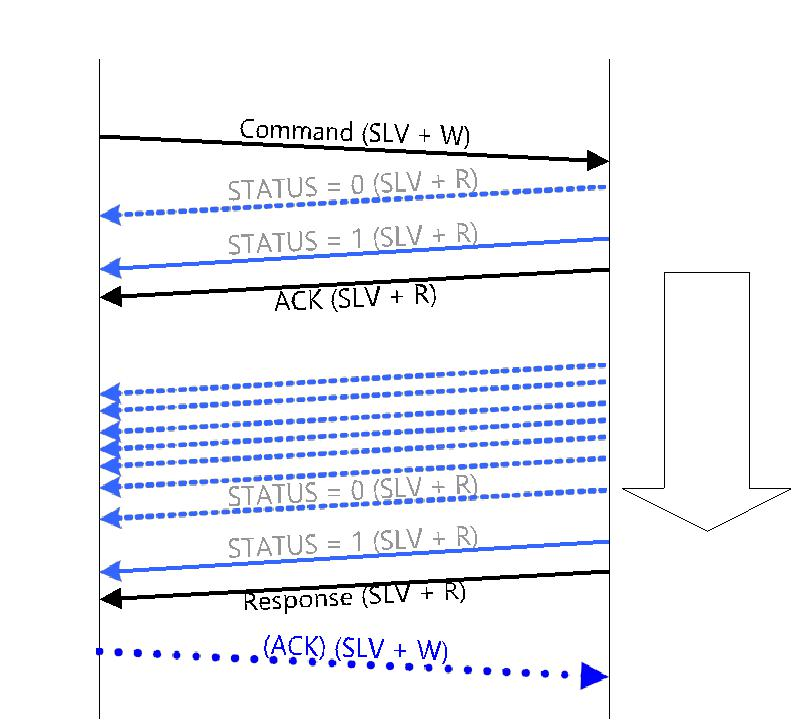 Command (SLV + W)
STATUS = 0 (SLV + R)
STATUS = 1 (SLV + R)
ACK (SLV + R)
STATUS = 0 (SLV + R)
STATUS = 1 (SLV + R)
Response (SLV + R)
(ACK) (SLV + W)